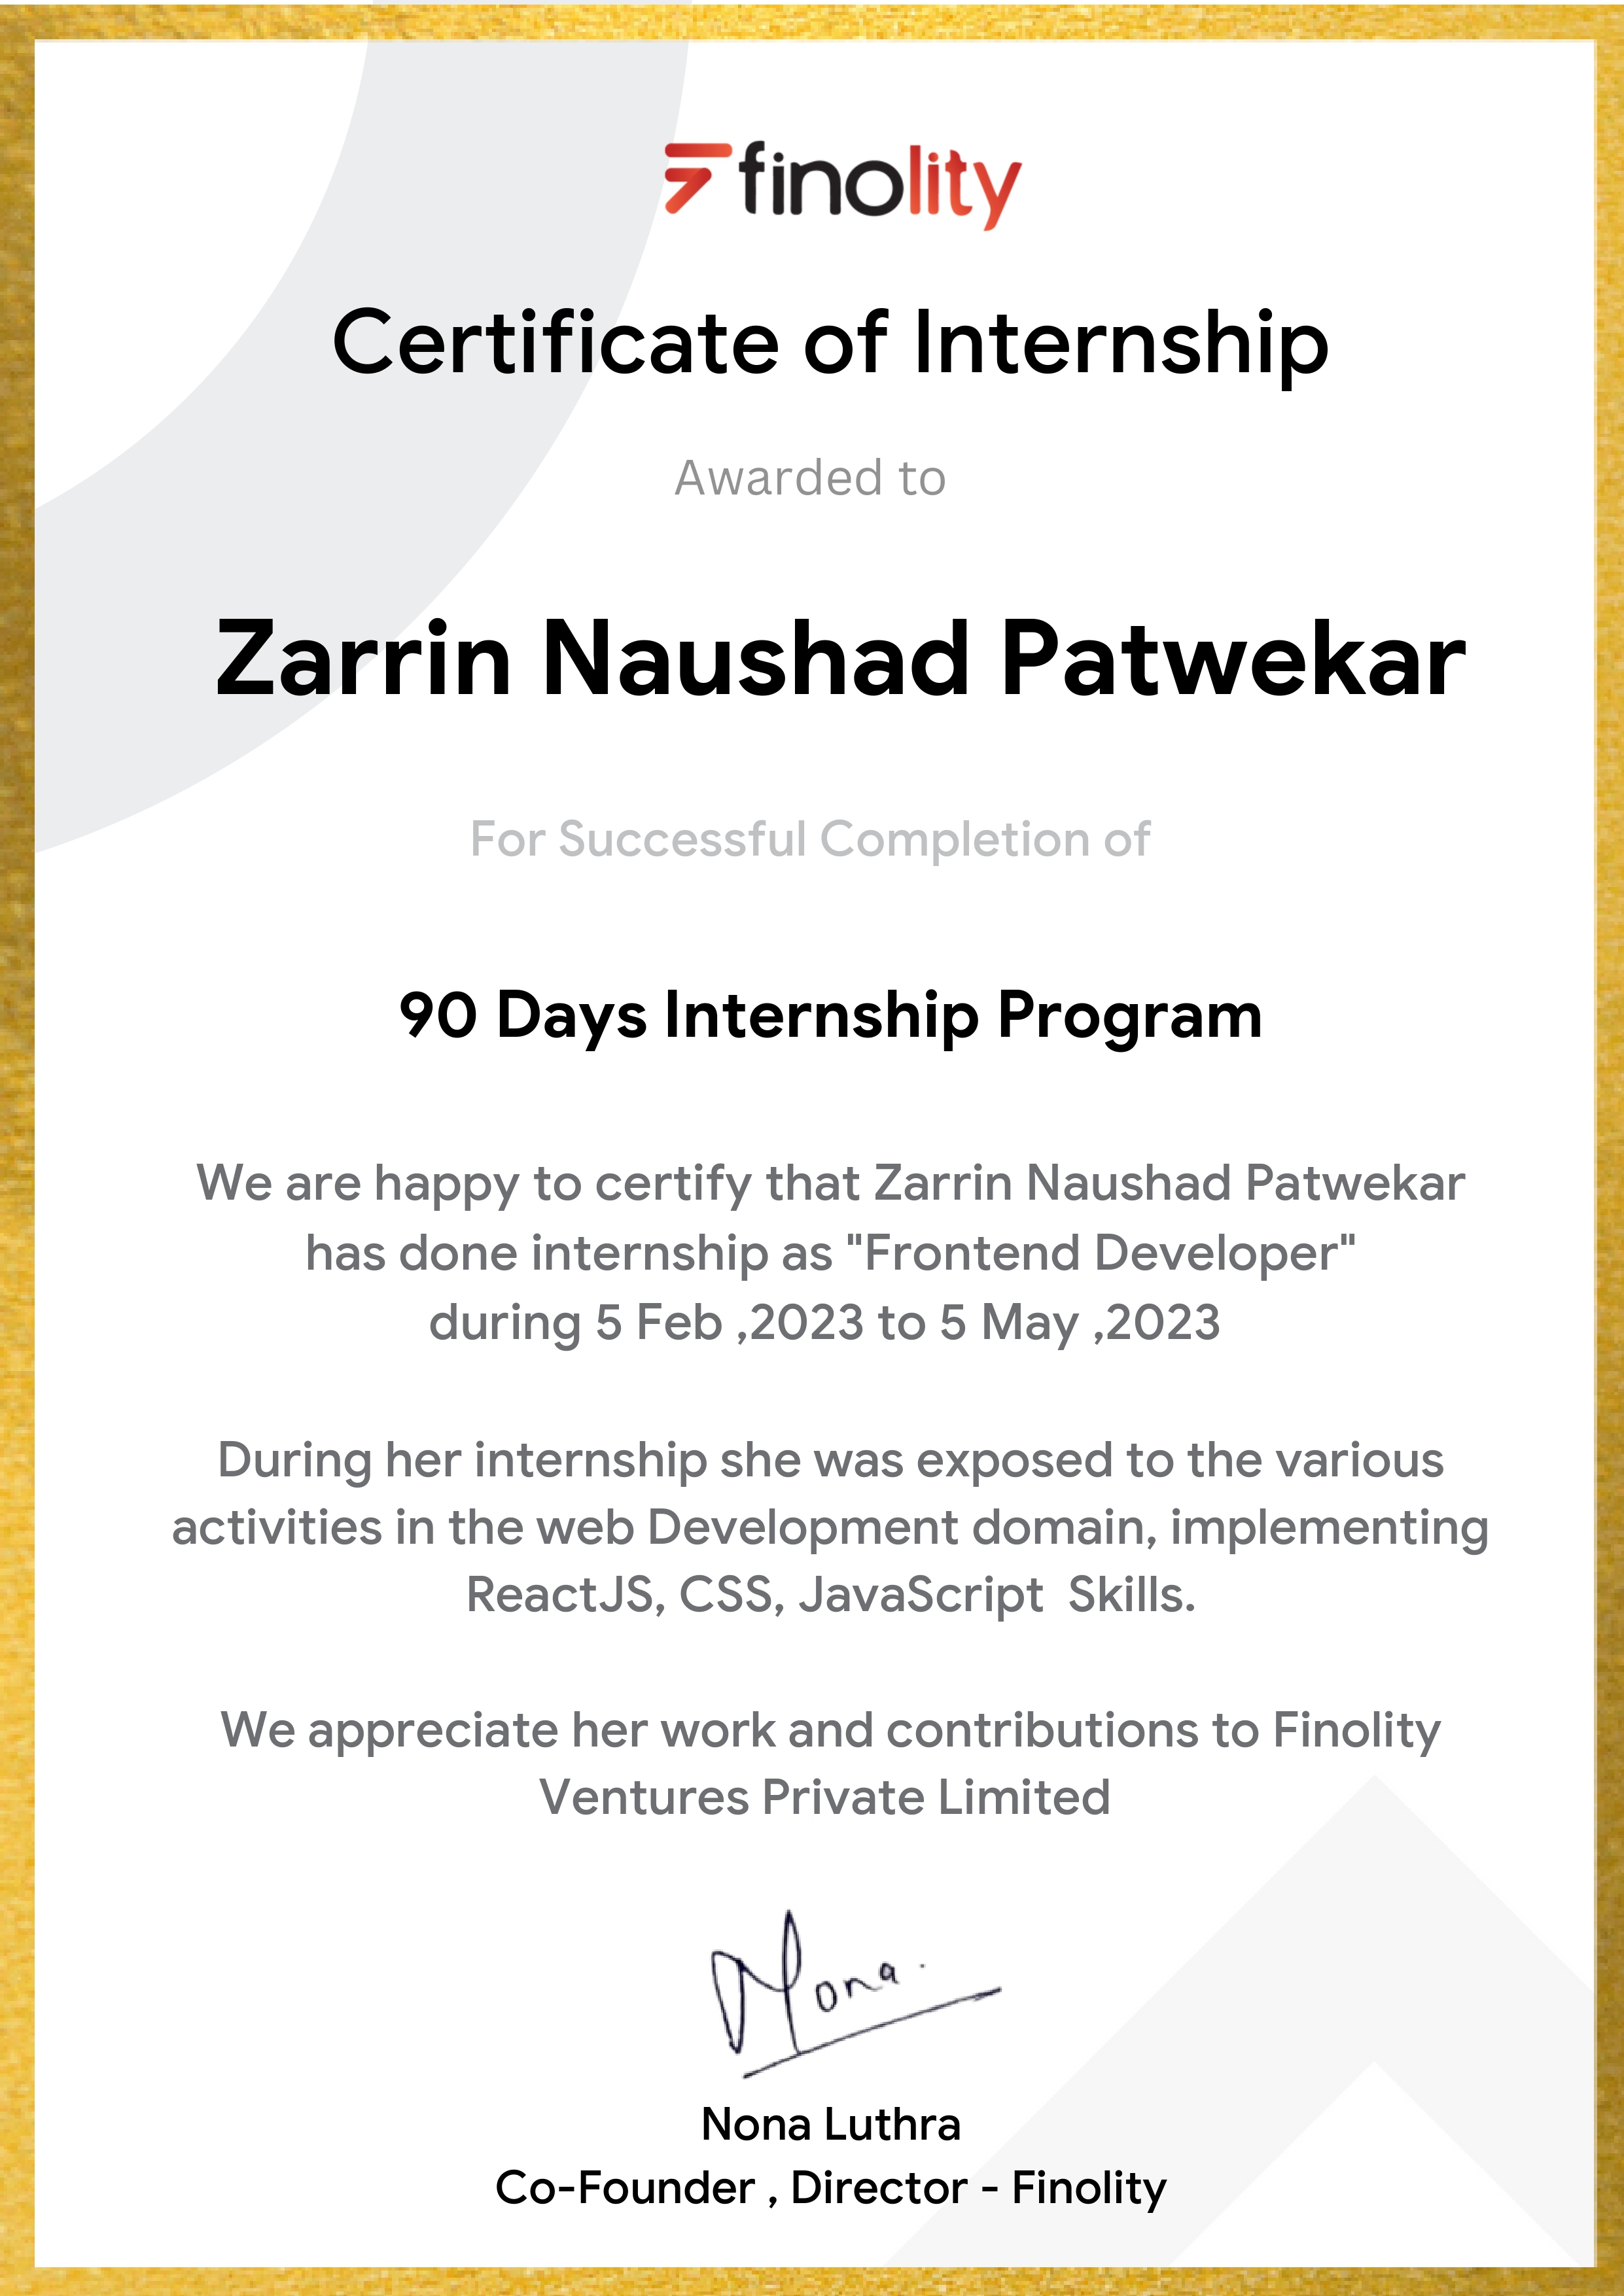 finolity
Certificate of Internship
Awarded to
Zarrin Naushad Patwekar
For Successful Completion of
90 Days Internship Program
We are happy to certify that Zarrin Naushad Patwekar
has done internship as "Frontend Developer"
during 5 Feb ,2023 to 5 May ,2023
During her internship she was exposed to the various
activities in the web Development domain, implementing
ReactJS, CSS, JavaScript  Skills.
We appreciate her work and contributions to Finolity
Ventures Private Limited
Nona.
Nona Luthra
Co-Founder , Director - Finolity